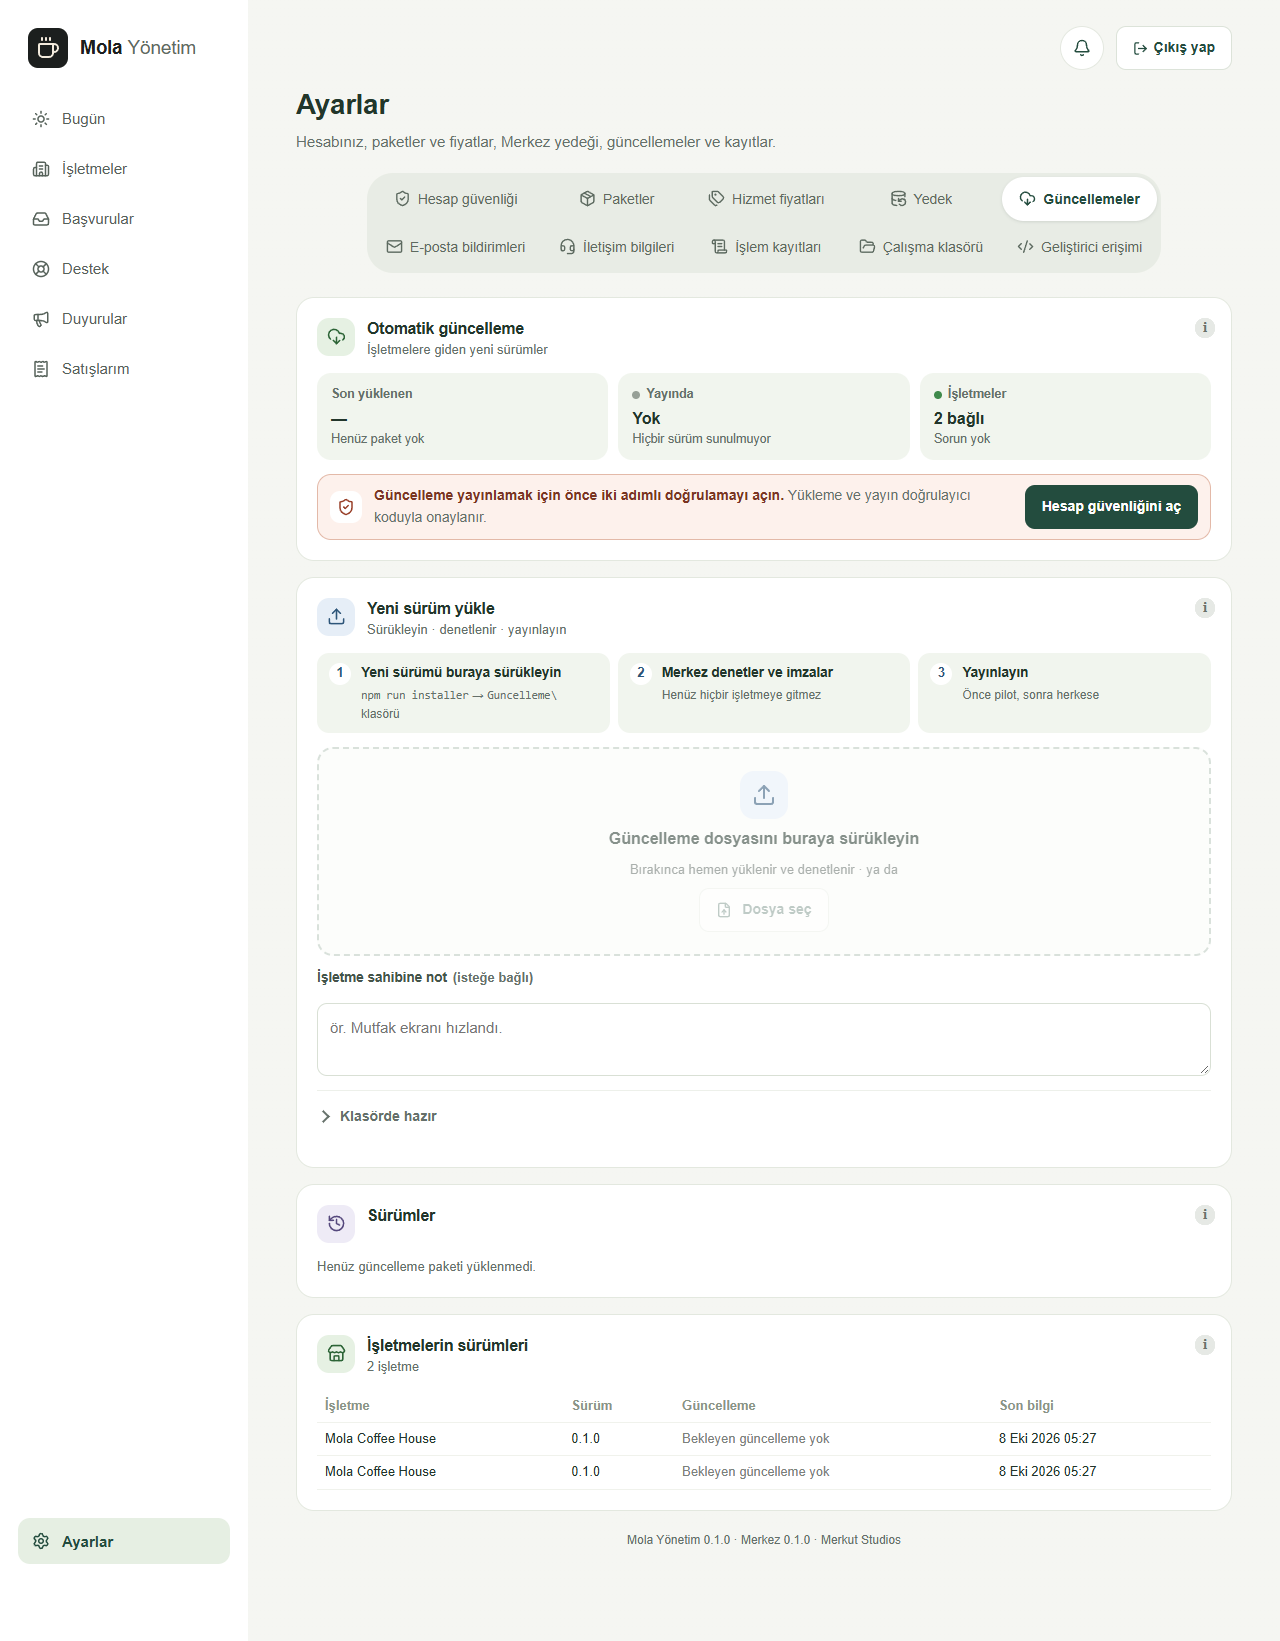 Mola Yönetim
Çıkış yap
Bugün
İşletmeler
Başvurular
Destek
Duyurular
Satışlarım
Ayarlar
Ayarlar
Hesabınız, paketler ve fiyatlar, Merkez yedeği, güncellemeler ve kayıtlar.
Hesap güvenliği
Paketler
Hizmet fiyatları
Yedek
Güncellemeler
E-posta bildirimleri
İletişim bilgileri
İşlem kayıtları
Çalışma klasörü
Geliştirici erişimi
Otomatik güncelleme
İşletmelere giden yeni sürümler
i
Son yüklenen
—
Henüz paket yok
Yayında
Yok
Hiçbir sürüm sunulmuyor
İşletmeler
2 bağlı
Sorun yok
Güncelleme yayınlamak için önce iki adımlı doğrulamayı açın. Yükleme ve yayın doğrulayıcı
koduyla onaylanır.
Hesap güvenliğini aç
Yeni sürüm yükle
Sürükleyin · denetlenir · yayınlayın
i
1 Yeni sürümü buraya sürükleyin
npm run installer → Guncelleme\
klasörü
2 Merkez denetler ve imzalar
Henüz hiçbir işletmeye gitmez
3 Yayınlayın
Önce pilot, sonra herkese
Güncelleme dosyasını buraya sürükleyin
Bırakınca hemen yüklenir ve denetlenir · ya da
Dosya seç
İşletme sahibine not (isteğe bağlı)
ör. Mutfak ekranı hızlandı.
Klasörde hazır
Sürümler
i
Henüz güncelleme paketi yüklenmedi.
İşletmelerin sürümleri
2 işletme
i
İşletme Sürüm Güncelleme Son bilgi
Mola Coffee House 0.1.0 Bekleyen güncelleme yok 8 Eki 2026 05:27
Mola Coffee House 0.1.0 Bekleyen güncelleme yok 8 Eki 2026 05:27
Mola Yönetim 0.1.0 · Merkez 0.1.0 · Merkut Studios